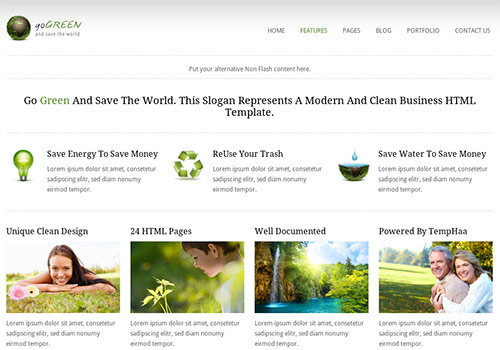 goGREEN
and save the world
HOME FEATURES PAGES BLOG PORTFOLIO CONTACT US
Put your alternative Non Flash content here.
Go Green And Save The World. This Slogan Represents A Modern And Clean Business HTML
Template.
Save Energy To Save Money
Lorem ipsum dolor sit amet, consetetur
sadipscing elitr, sed diam nonumy
eirmod tempor.
ReUse Your Trash
Lorem ipsum dolor sit amet, consetetur
sadipscing elitr, sed diam nonumy
eirmod tempor.
Save Water To Save Money
Lorem ipsum dolor sit amet, consetetur
sadipscing elitr, sed diam nonumy
eirmod tempor.
Unique Clean Design
Lorem ipsum dolor sit amet, consetetur
sadipscing elitr, sed diam nonumy
eirmod tempor.
24 HTML Pages
Lorem ipsum dolor sit amet, consetetur
sadipscing elitr, sed diam nonumy
eirmod tempor.
Well Documented
Lorem ipsum dolor sit amet, consetetur
sadipscing elitr, sed diam nonumy
eirmod tempor.
Powered By TempHaa
Lorem ipsum dolor sit amet, consetetur
sadipscing elitr, sed diam nonumy
eirmod tempor.